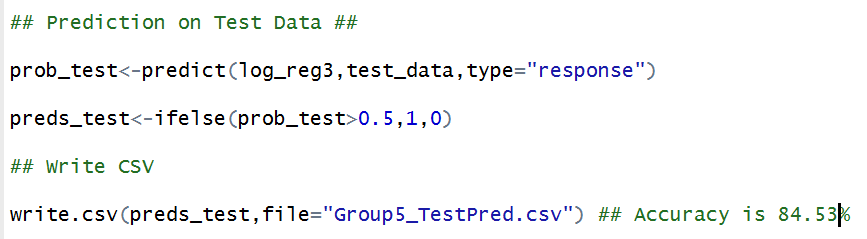 ## Prediction on Test Data ##
prob_test<-predict(log_reg3,test_data,type="response")
preds_test<-ifelse(prob_test>0.5,1,0)
## Write CSV
write.csv(preds_test,file="Group5_TestPred.csv") ## Accuracy is 84.53%